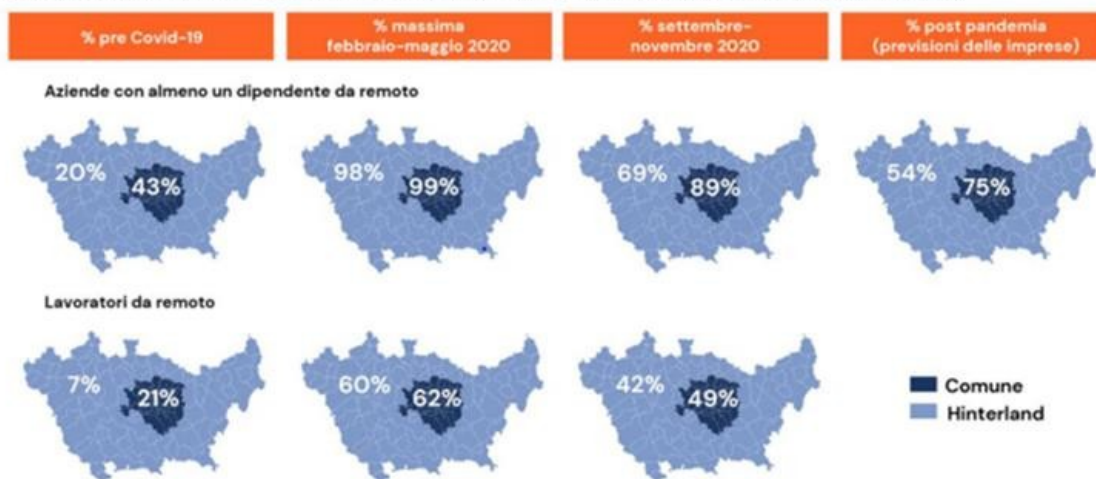 % pre Covid-19
% massima
febbraio-maggio 2020
% settembre-
novembre 2020
% post pandemia
(previsioni delle imprese)
Aziende con almeno un dipendente da remoto
20%
43%
98%
99%
69%
89%
54%
75%
Lavoratori da remoto
7%
21%
60%
62%
42%
49%
Comune
Hinterland